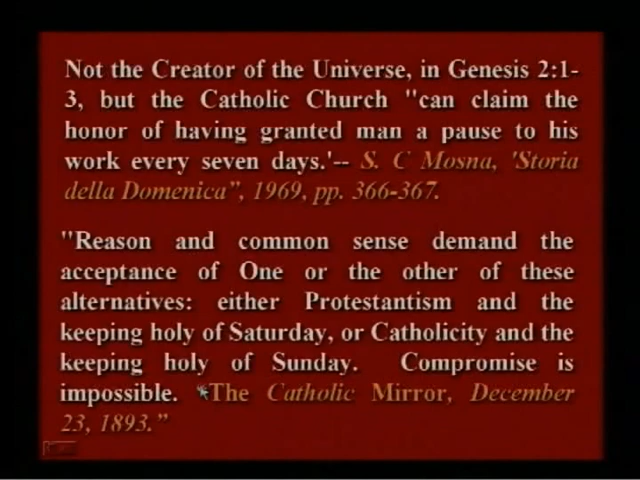 Not the Creator of the Universe, in Genesis 2:1-
3, but the Catholic Church "can claim the
honor of having granted man a pause to his
work every seven days.'-- S. C Mosna, 'Storia
della Domenica”, 1969, pp. 366-367.
"Reason and common sense demand the
acceptance of One or the other of these
alternatives: either Protestantism and the
keeping holy of Saturday, or Catholicity and the
keeping holy of Sunday. Compromise is
impossible. The Catholic Mirror, December
23, 1893.”